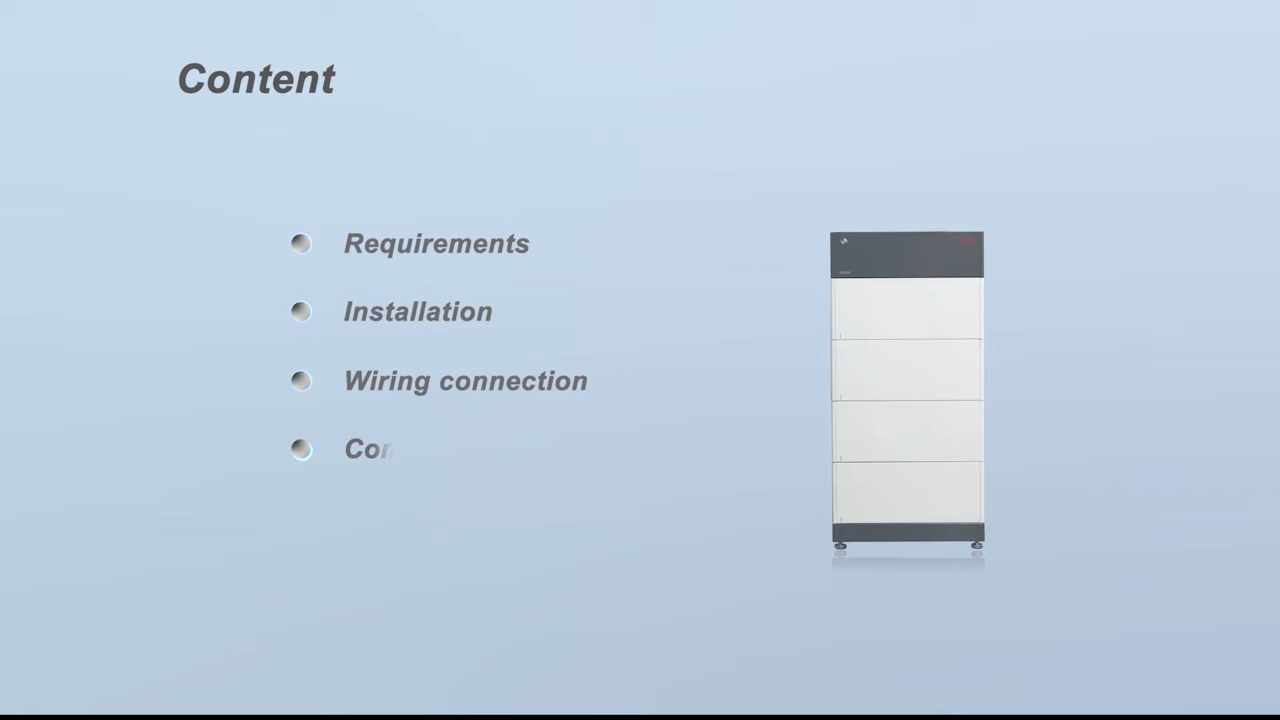 Content
Requirements
Installation
Wiring connection